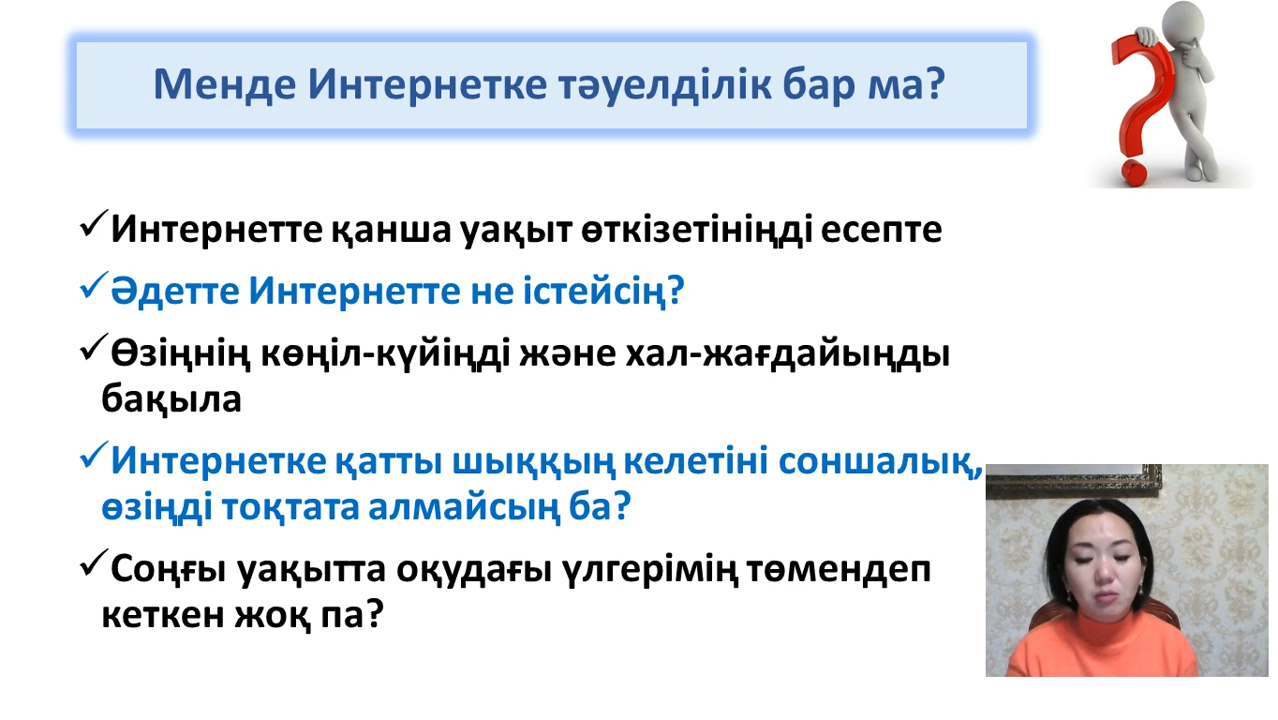 Менде Интернетке тәуелділік бар ма?
✓Интернетте қанша уақыт өткізетініңді есепте
✓Әдетте Интернетте не істейсің?
✓Өзіңнің көңіл-күйіңді және хал-жағдайыңды
бақыла
✓Интернетке қатты шыққың келетіні соншалық,
өзіңді тоқтата алмайсың ба?
✓Соңғы уақытта оқудағы үлгерімің төмендеп
кеткен жоқ па?